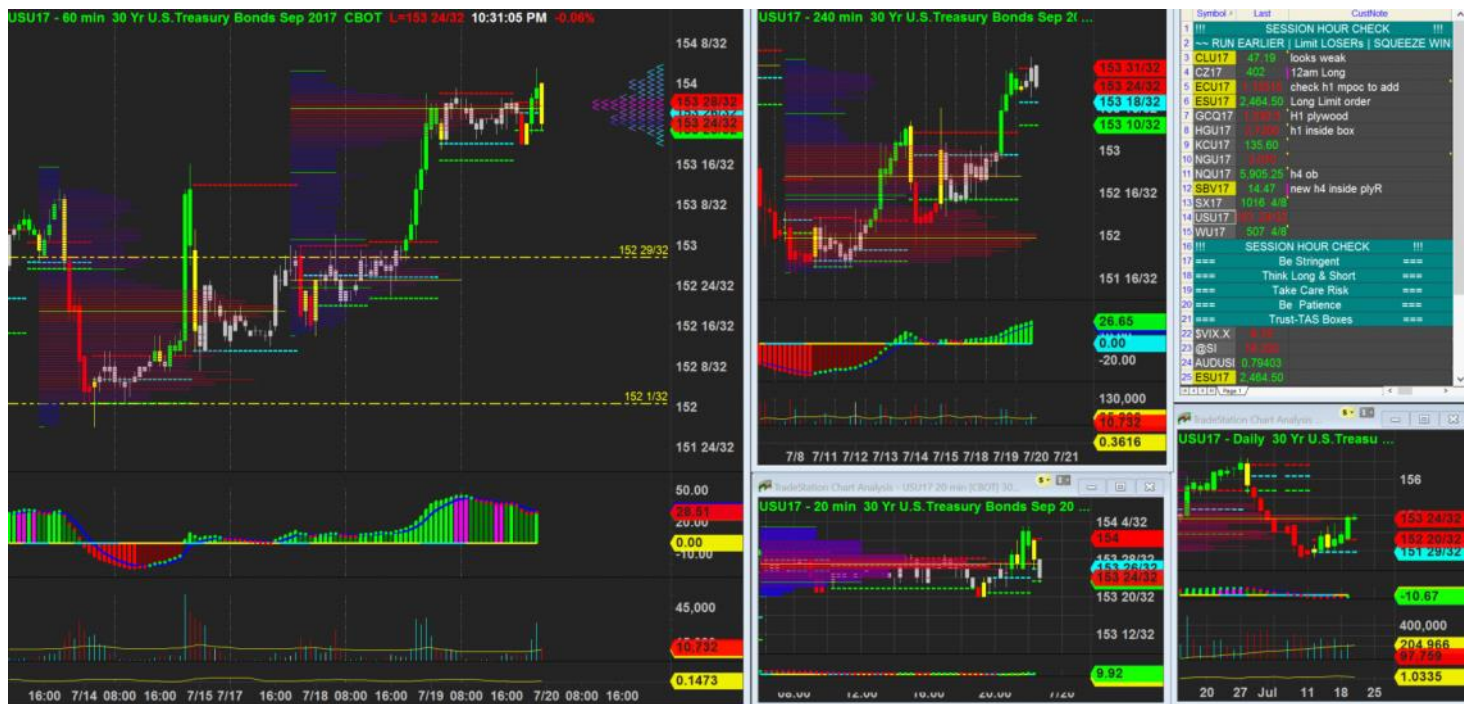 USU17 - 60 min 30 Yr U.S.Treasury Bonds Sep 2017 CBOT L=153 24/32 10:31:05 PM -0.06%
154 8/32
154
153 28/32
153 24/32
153 16/32
153 8/32
153
152 29/32
152 24/32
152 16/32
152 8/32
152 1/32
152
151 24/32
50.00
28.51
20.00
0.00
-10.00
45,000
10,732
0.1473
16:00 7/14 08:00 16:00 7/15 7/17 16:00 7/18 08:00 16:00 7/19 08:00 16:00 7/20 08:00 16:00
USU17 - 240 min 30 Yr U.S.Treasury Bonds Sep 20 ...
153 31/32
153 24/32
153 18/32
153 10/32
153
152 16/32
152
151 16/32
26.65
0.00
-20.00
130,000
10,732
0.3616
7/8 7/11 7/12 7/13 7/14 7/15 7/18 7/19 7/20 7/21
TradeStation Chart Analysis - USU17 20 min [CBOT] 30...
USU17 - 20 min 30 Yr U.S.Treasury Bonds Sep 20 ...
154 4/32
154
153 28/32
153 26/32
153 24/32
153 20/32
153 12/32
9.92
08:00 12:00 16:00 20:00 7/20
Symbol Last CustNote
1 !!! SESSION HOUR CHECK !!!
2 ~~ RUN EARLIER | Limit LOSERs | SQUEEZE WIN
3 CLU17 47.19 looks weak
4 CZ17 402 12am Long
5 ECU17 check h1 mpoc to add
6 ESU17 2,464.50 Long Limit order
7 GCQ17 H1 plywood
8 HGU17 h1 inside box
9 KCU17 135.60
10 NGU17
11 NQU17 5,905.25 h4 ob
12 SBV17 14.47 new h4 inside plyR
13 SX17 1016 4/8
14 USU17
15 WU17 507 4/8
16 !!! SESSION HOUR CHECK !!!
17 === Be Stringent ===
18 === Think Long & Short ===
19 === Take Care Risk ===
20 === Be Patience ===
21 === Trust-TAS Boxes ===
22 $VIX.X
23 @SI
24 AUDUSI 0.79403
25 ESU17 2,464.50
Page 1
TradeStation Chart Analysis ...
USU17 - Daily 30 Yr U.S.Treasu ...
156
153 24/32
152 20/32
151 29/32
-10.67
400,000
204,966
97,759
1.0335
20 27 Jul 11 18 25